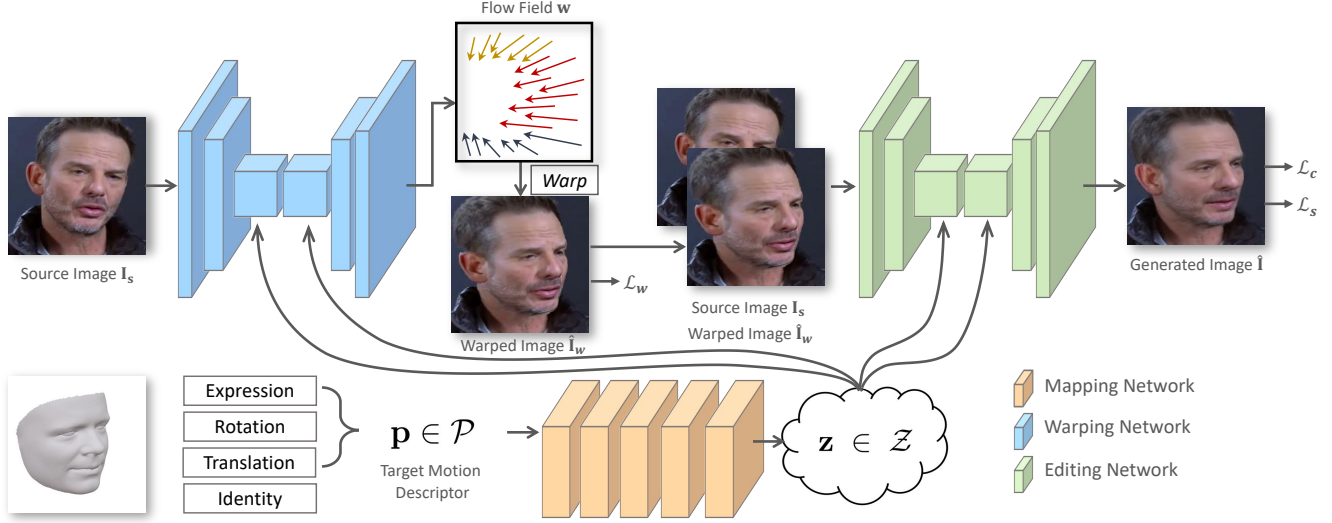 Flow Field w
Warp
Source Image Iₛ
ℒ𝑤
Warped Image Î𝑤
Source Image Iₛ
Warped Image Î𝑤
ℒ𝑐
ℒ𝑠
Generated Image Î
Expression
Rotation
Translation
Identity
p ∈ 𝒫
Target Motion
Descriptor
z ∈ 𝒵
Mapping Network
Warping Network
Editing Network